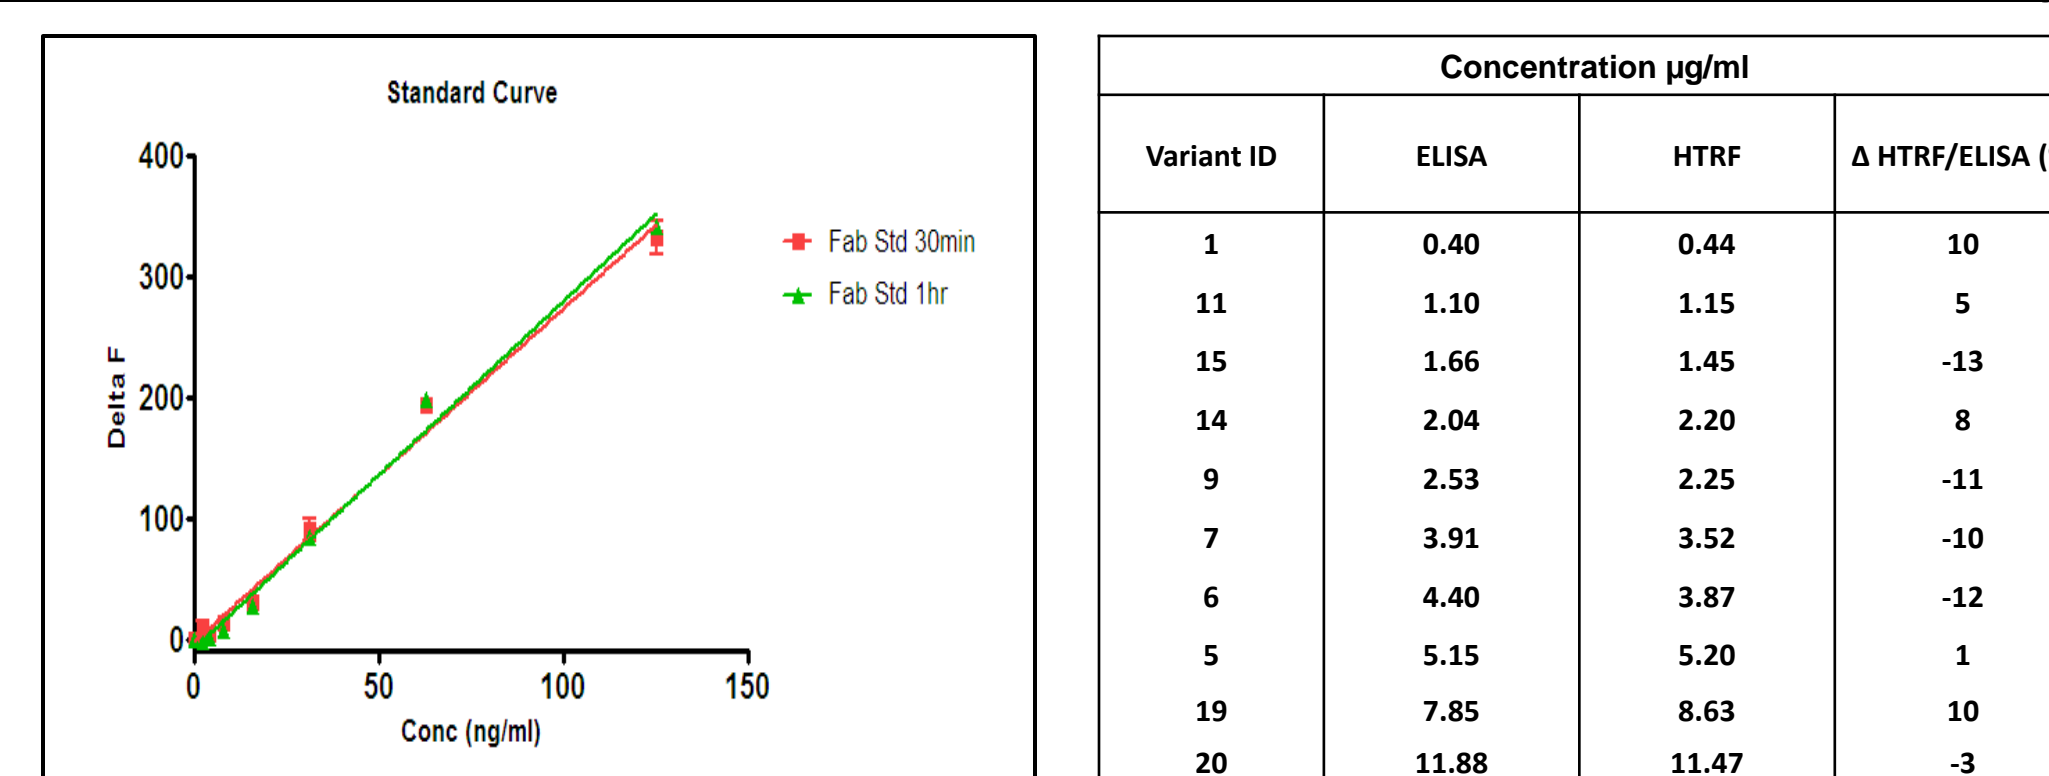 Standard Curve
400
300
200
100
0
Delta F
0 50 100 150
Conc (ng/ml)
Fab Std 30min
Fab Std 1hr
Concentration µg/ml
Variant ID ELISA HTRF Δ HTRF/ELISA (
1 0.40 0.44 10
11 1.10 1.15 5
15 1.66 1.45 -13
14 2.04 2.20 8
9 2.53 2.25 -11
7 3.91 3.52 -10
6 4.40 3.87 -12
5 5.15 5.20 1
19 7.85 8.63 10
20 11.88 11.47 -3